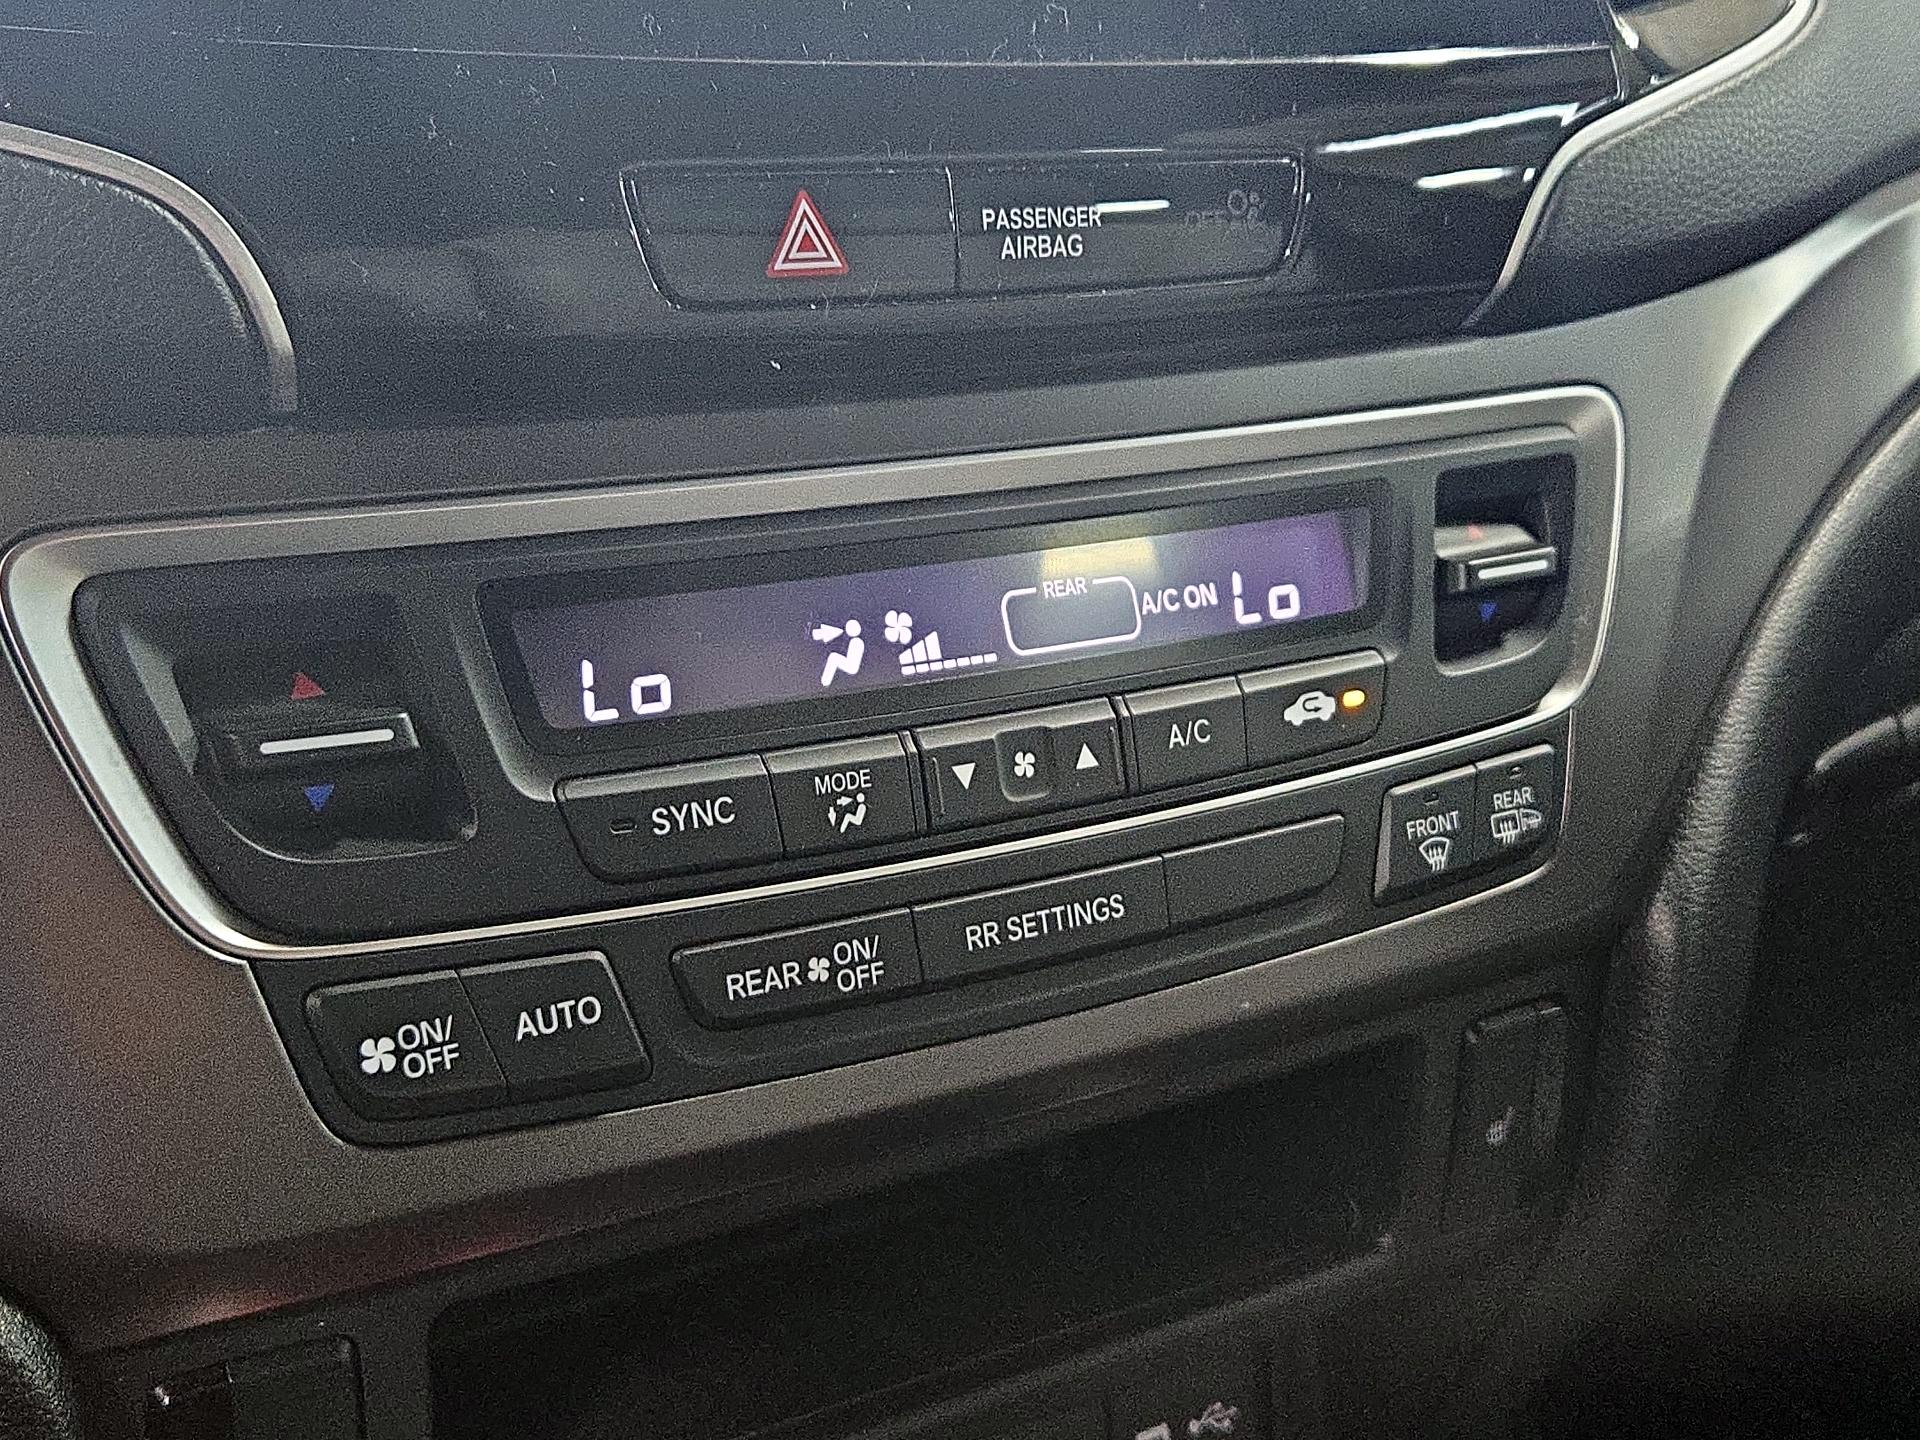 PASSENGER
AIRBAG
OFF
REAR
A/C ON
Lo
Lo
SYNC
MODE
A/C
FRONT
REAR
ON/
OFF
AUTO
REAR ON/
OFF
RR SETTINGS